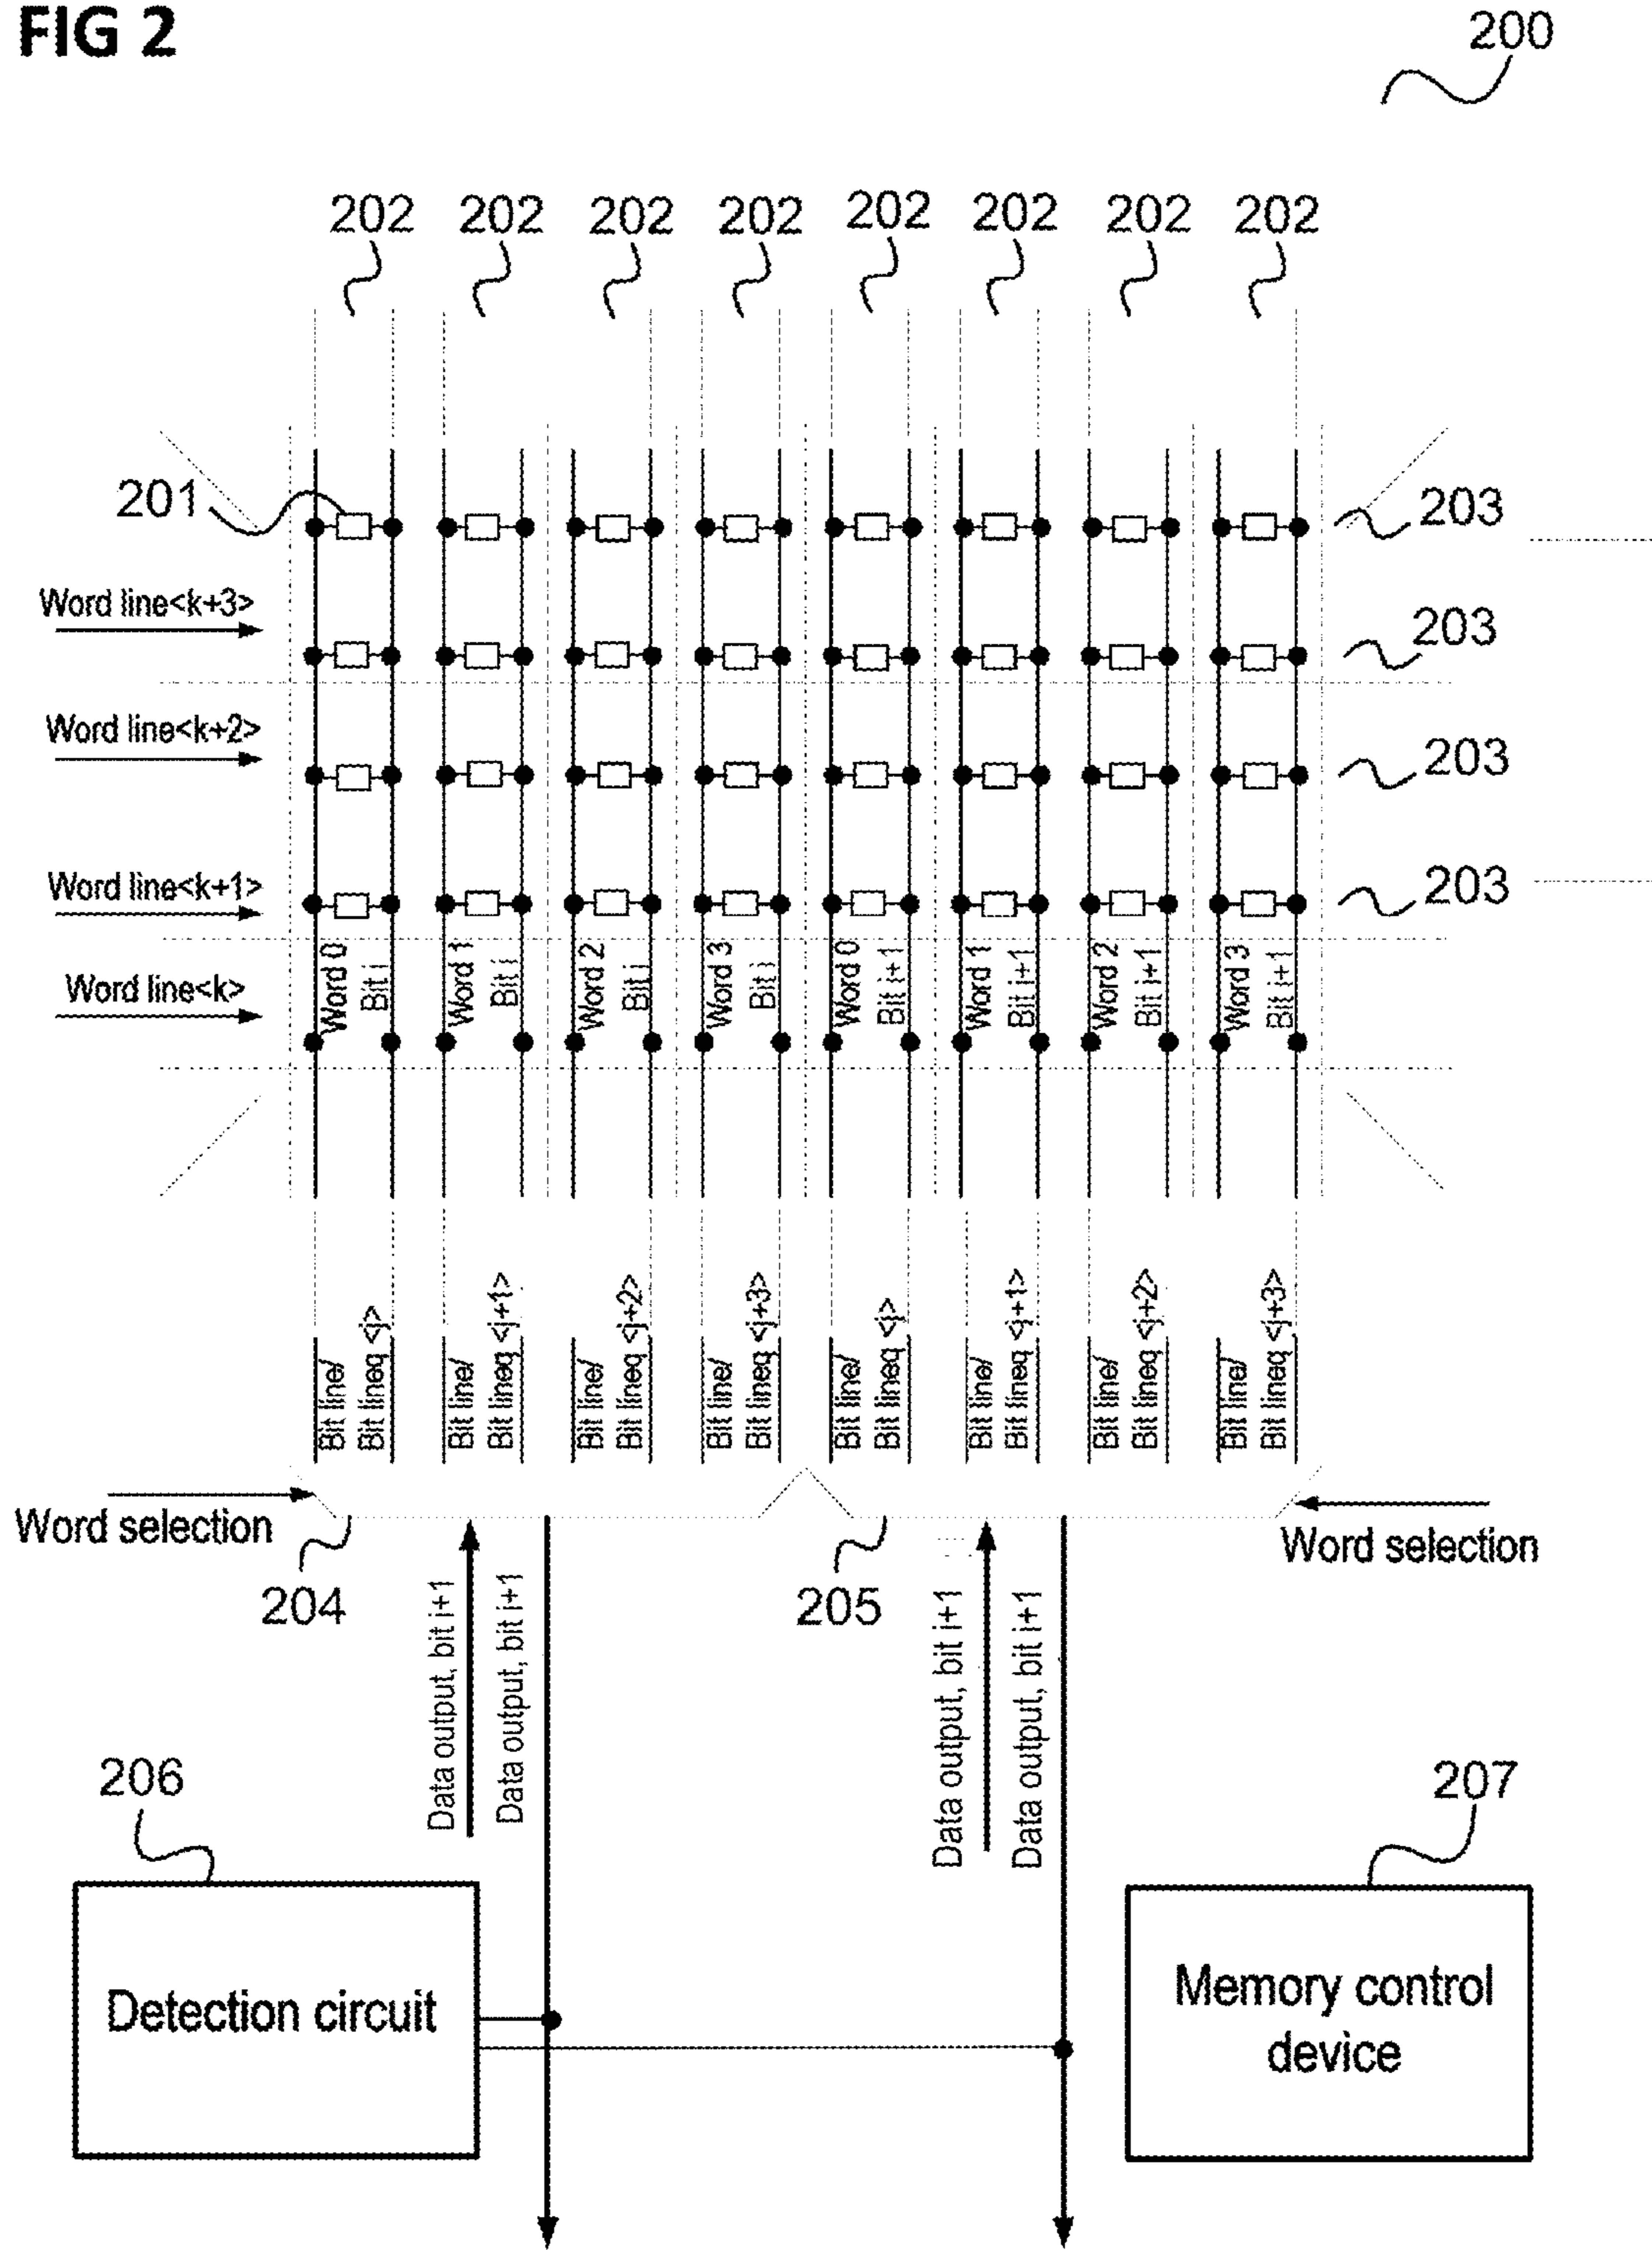 FIG 2
200
202 202 202 202 202 202 202 202
201
203
Word line<k+3>
203
Word line<k+2>
203
Word line<k+1>
203
Word line<k>
Word 0
Bit i
Word 1
Bit i
Word 2
Bit i
Word 3
Bit i
Word 0
Bit i+1
Word 1
Bit i+1
Word 2
Bit i+1
Word 3
Bit i+1
Bit line/
Bit lineq <j>
Bit line/
Bit lineq <j+1>
Bit line/
Bit lineq <j+2>
Bit line/
Bit lineq <j+3>
Bit line/
Bit lineq <j>
Bit line/
Bit lineq <j+1>
Bit line/
Bit lineq <j+2>
Bit line/
Bit lineq <j+3>
Word selection
Word selection
204
205
Data output, bit i+1
Data output, bit i+1
Data output, bit i+1
Data output, bit i+1
206
207
Detection circuit
Memory control
device